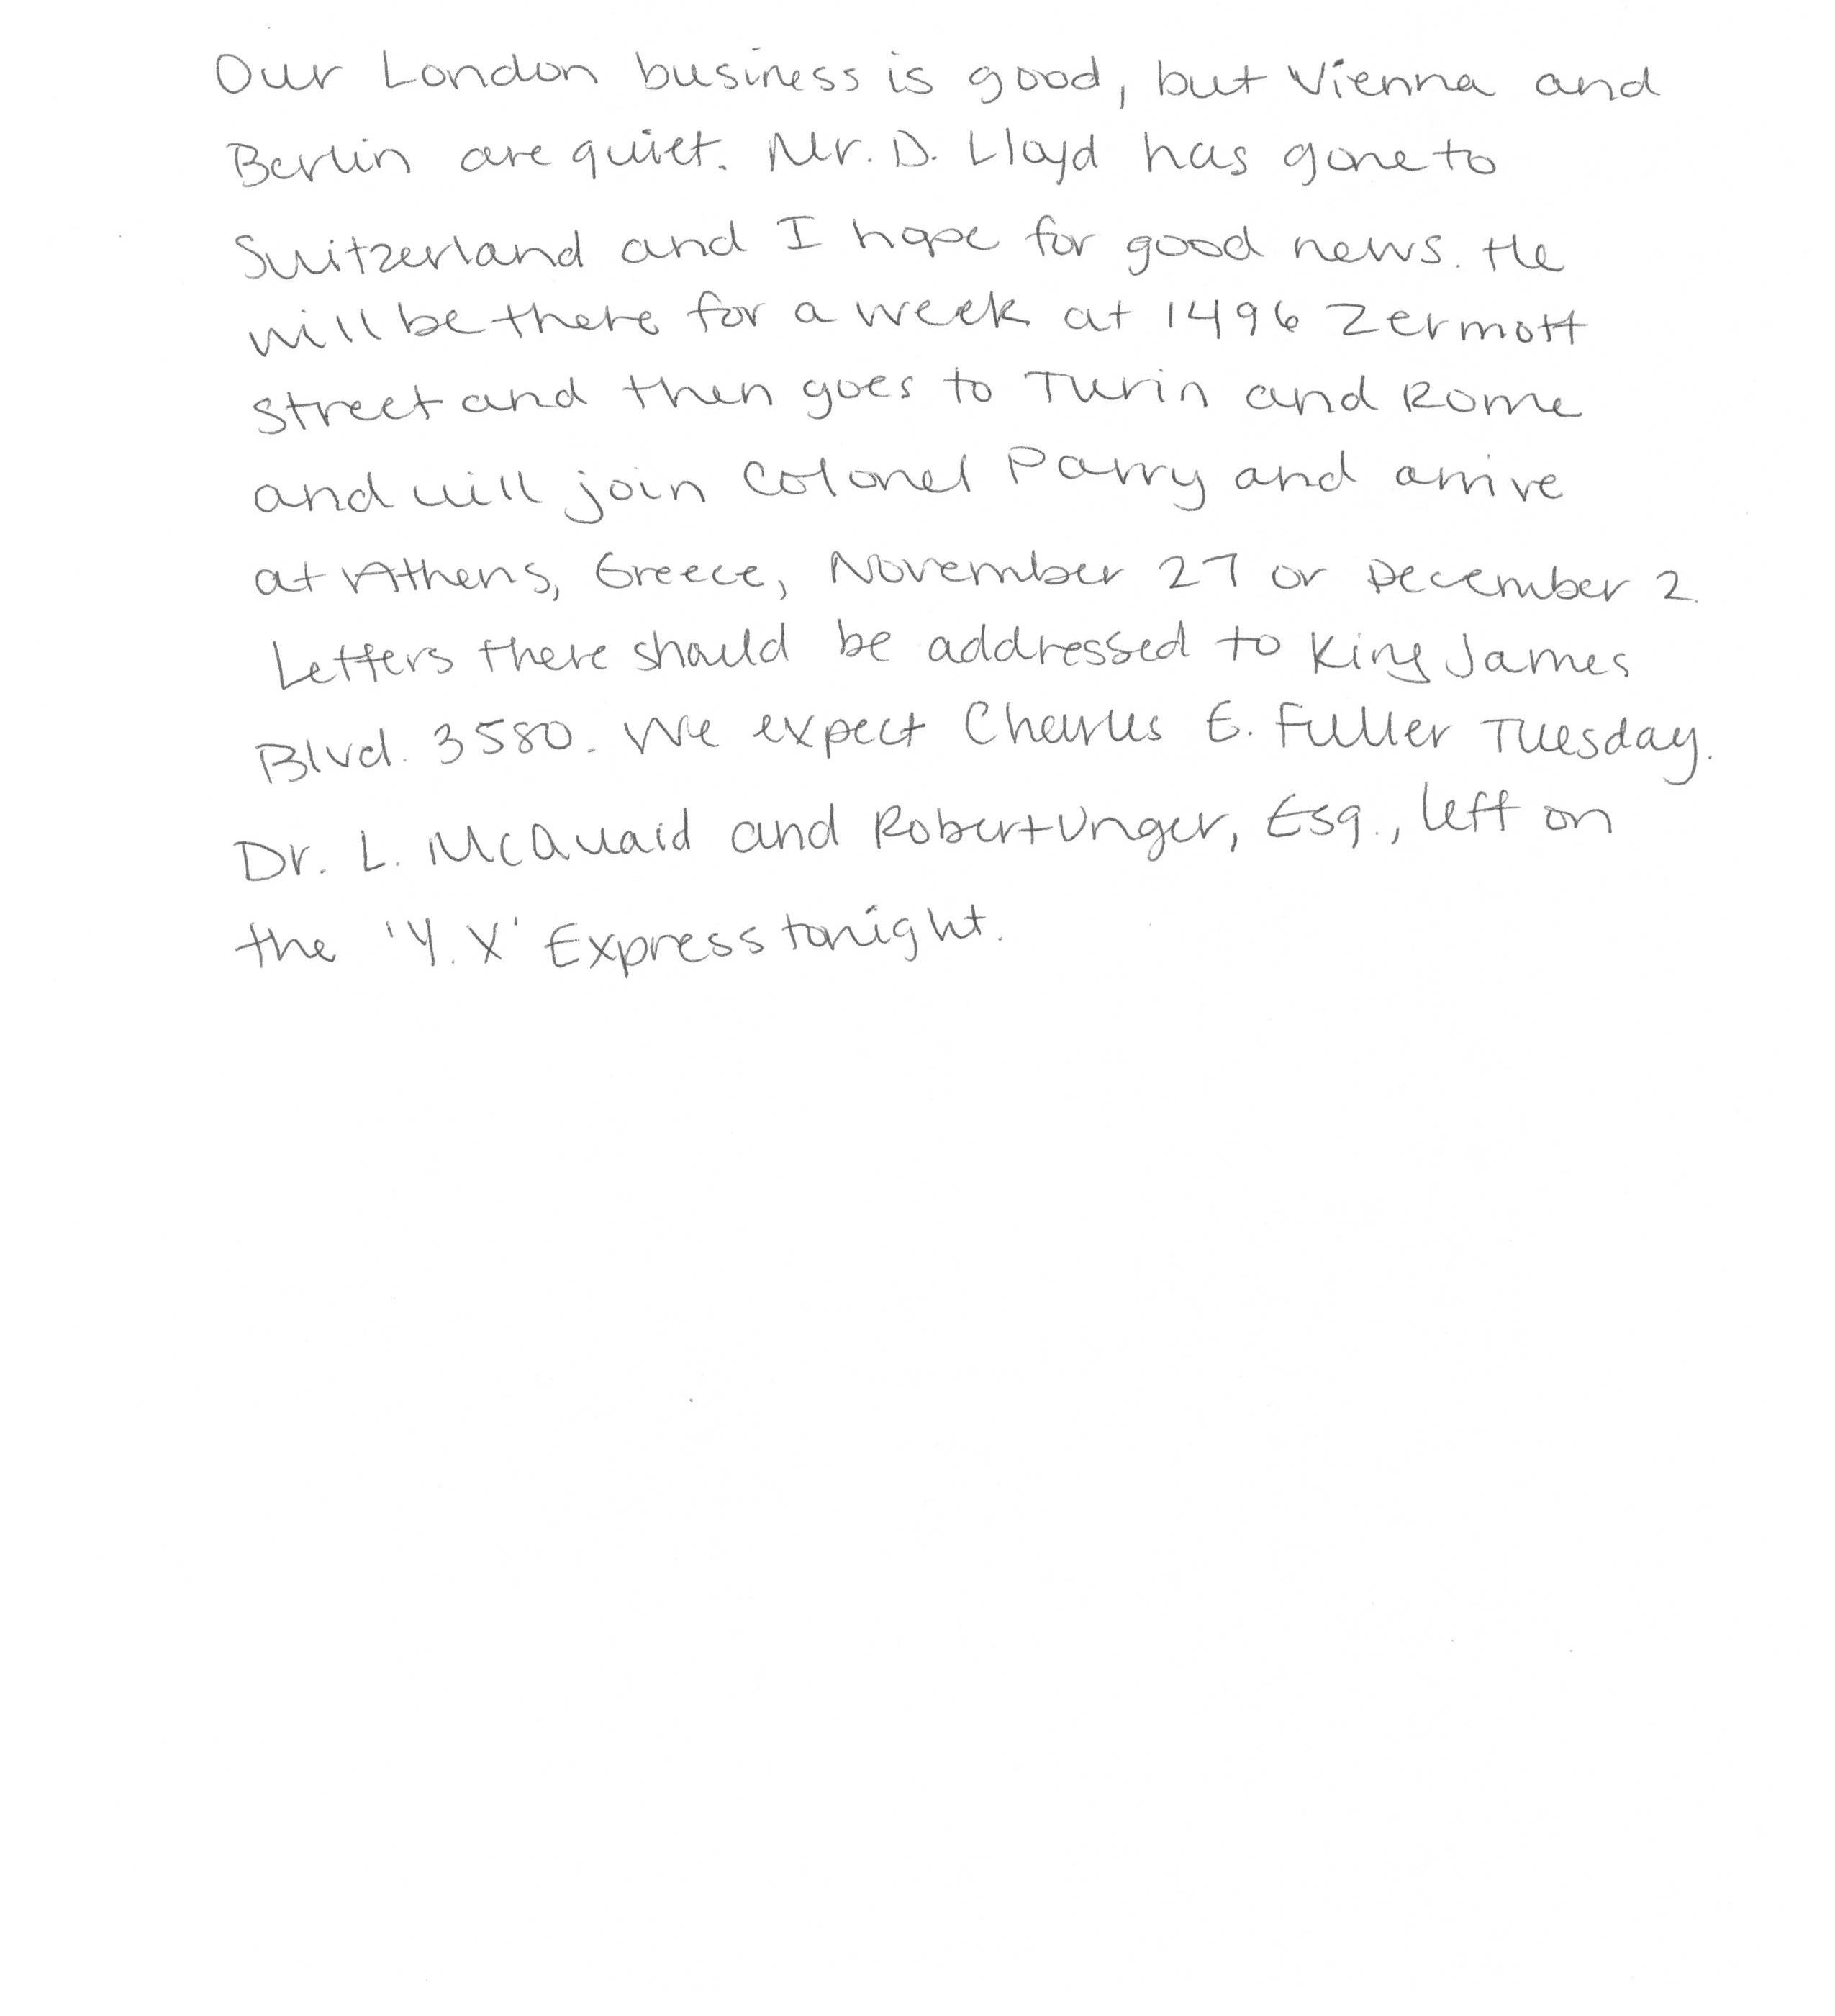 Our London business is good, but Vienna and
Berlin are quiet. Mr. D. Lloyd has gone to
Switzerland and I hope for good news. He
will be there for a week at 1496 Zermott
street and then goes to Turin and Rome
and will join Colonel Parry and arrive
at Athens, Greece, November 27 or December 2.
Letters there should be addressed to King James
Blvd. 3580. We expect Charles E. Fuller Tuesday.
Dr. L. McQuaid and Robert Unger, Esq., left on
the 'Y.X' Express tonight.